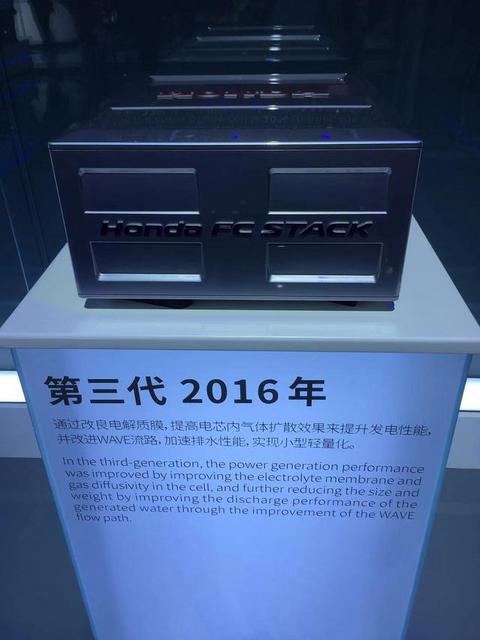 HONDA
Honda FC STACK
第三代 2016年
通过改良电解质膜，提高电芯内气体扩散效果来提升发电性能，
并改进WAVE流路，加速排水性能，实现小型轻量化。
In the third-generation, the power generation performance
was improved by improving the electrolyte membrane and
gas diffusivity in the cell, and further reducing the size and
weight by improving the discharge performance of the
generated water through the improvement of the WAVE
flow path.